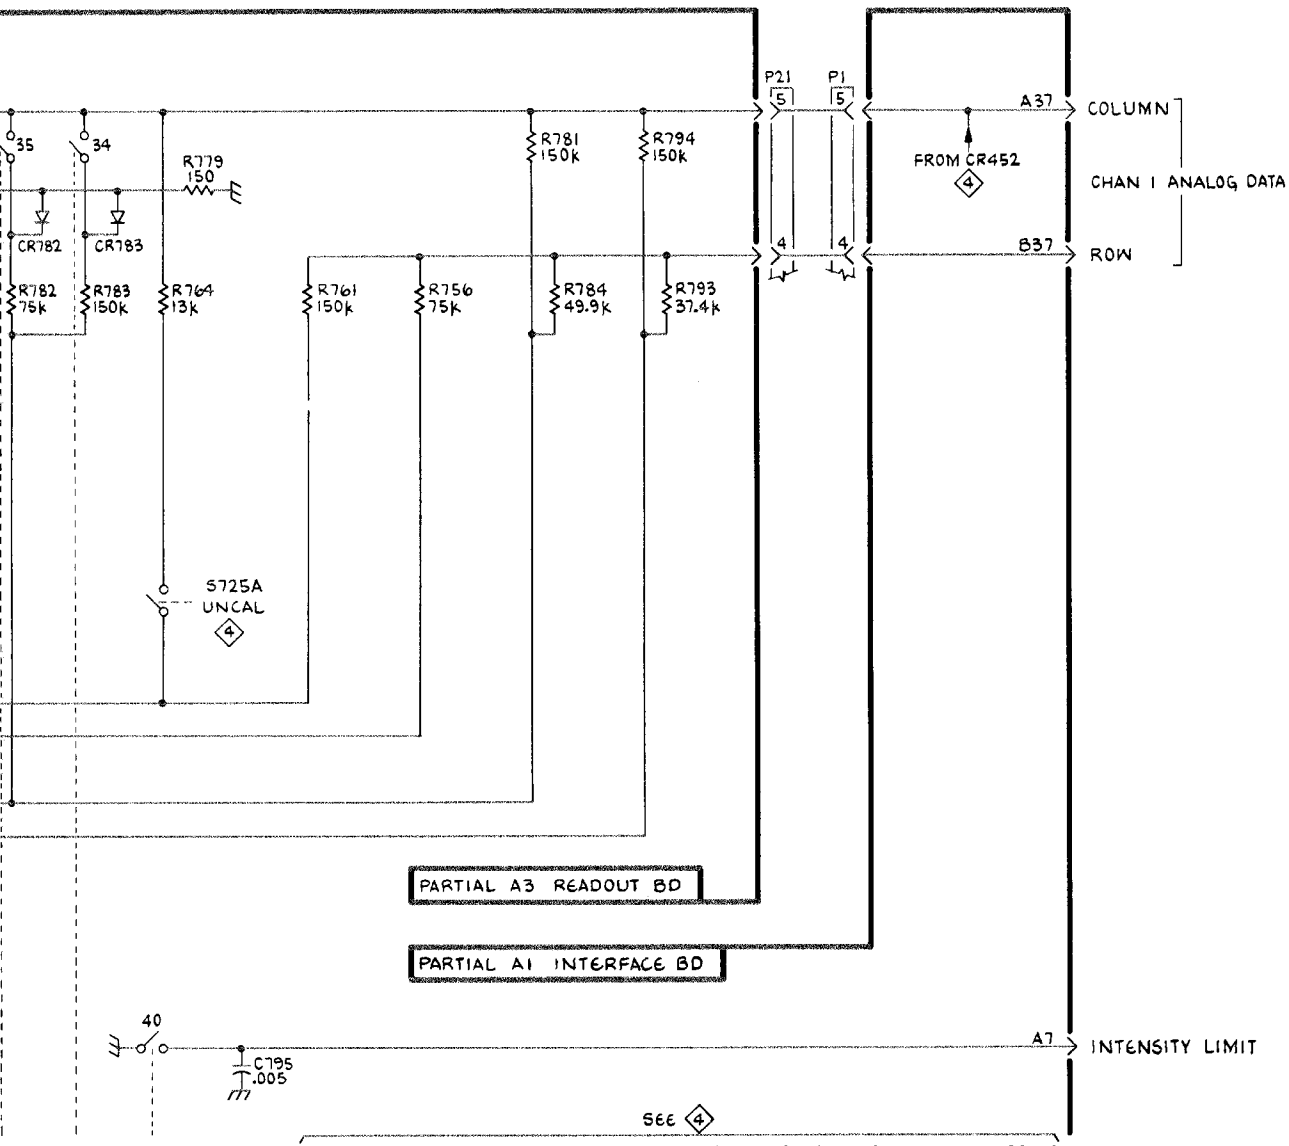 P21
P1
5
5
A37
COLUMN
35
34
R781
150K
R794
150K
R779
150
FROM CR452
4
CHAN 1 ANALOG DATA
CR782
CR783
4
4
B37
ROW
R782
75K
R783
150K
R764
13K
R761
150K
R756
75K
R784
49.9K
R793
37.4K
S725A
UNCAL
4
PARTIAL A3 READOUT BD
PARTIAL A1 INTERFACE BD
40
A7
INTENSITY LIMIT
C795
.005
SEE 4